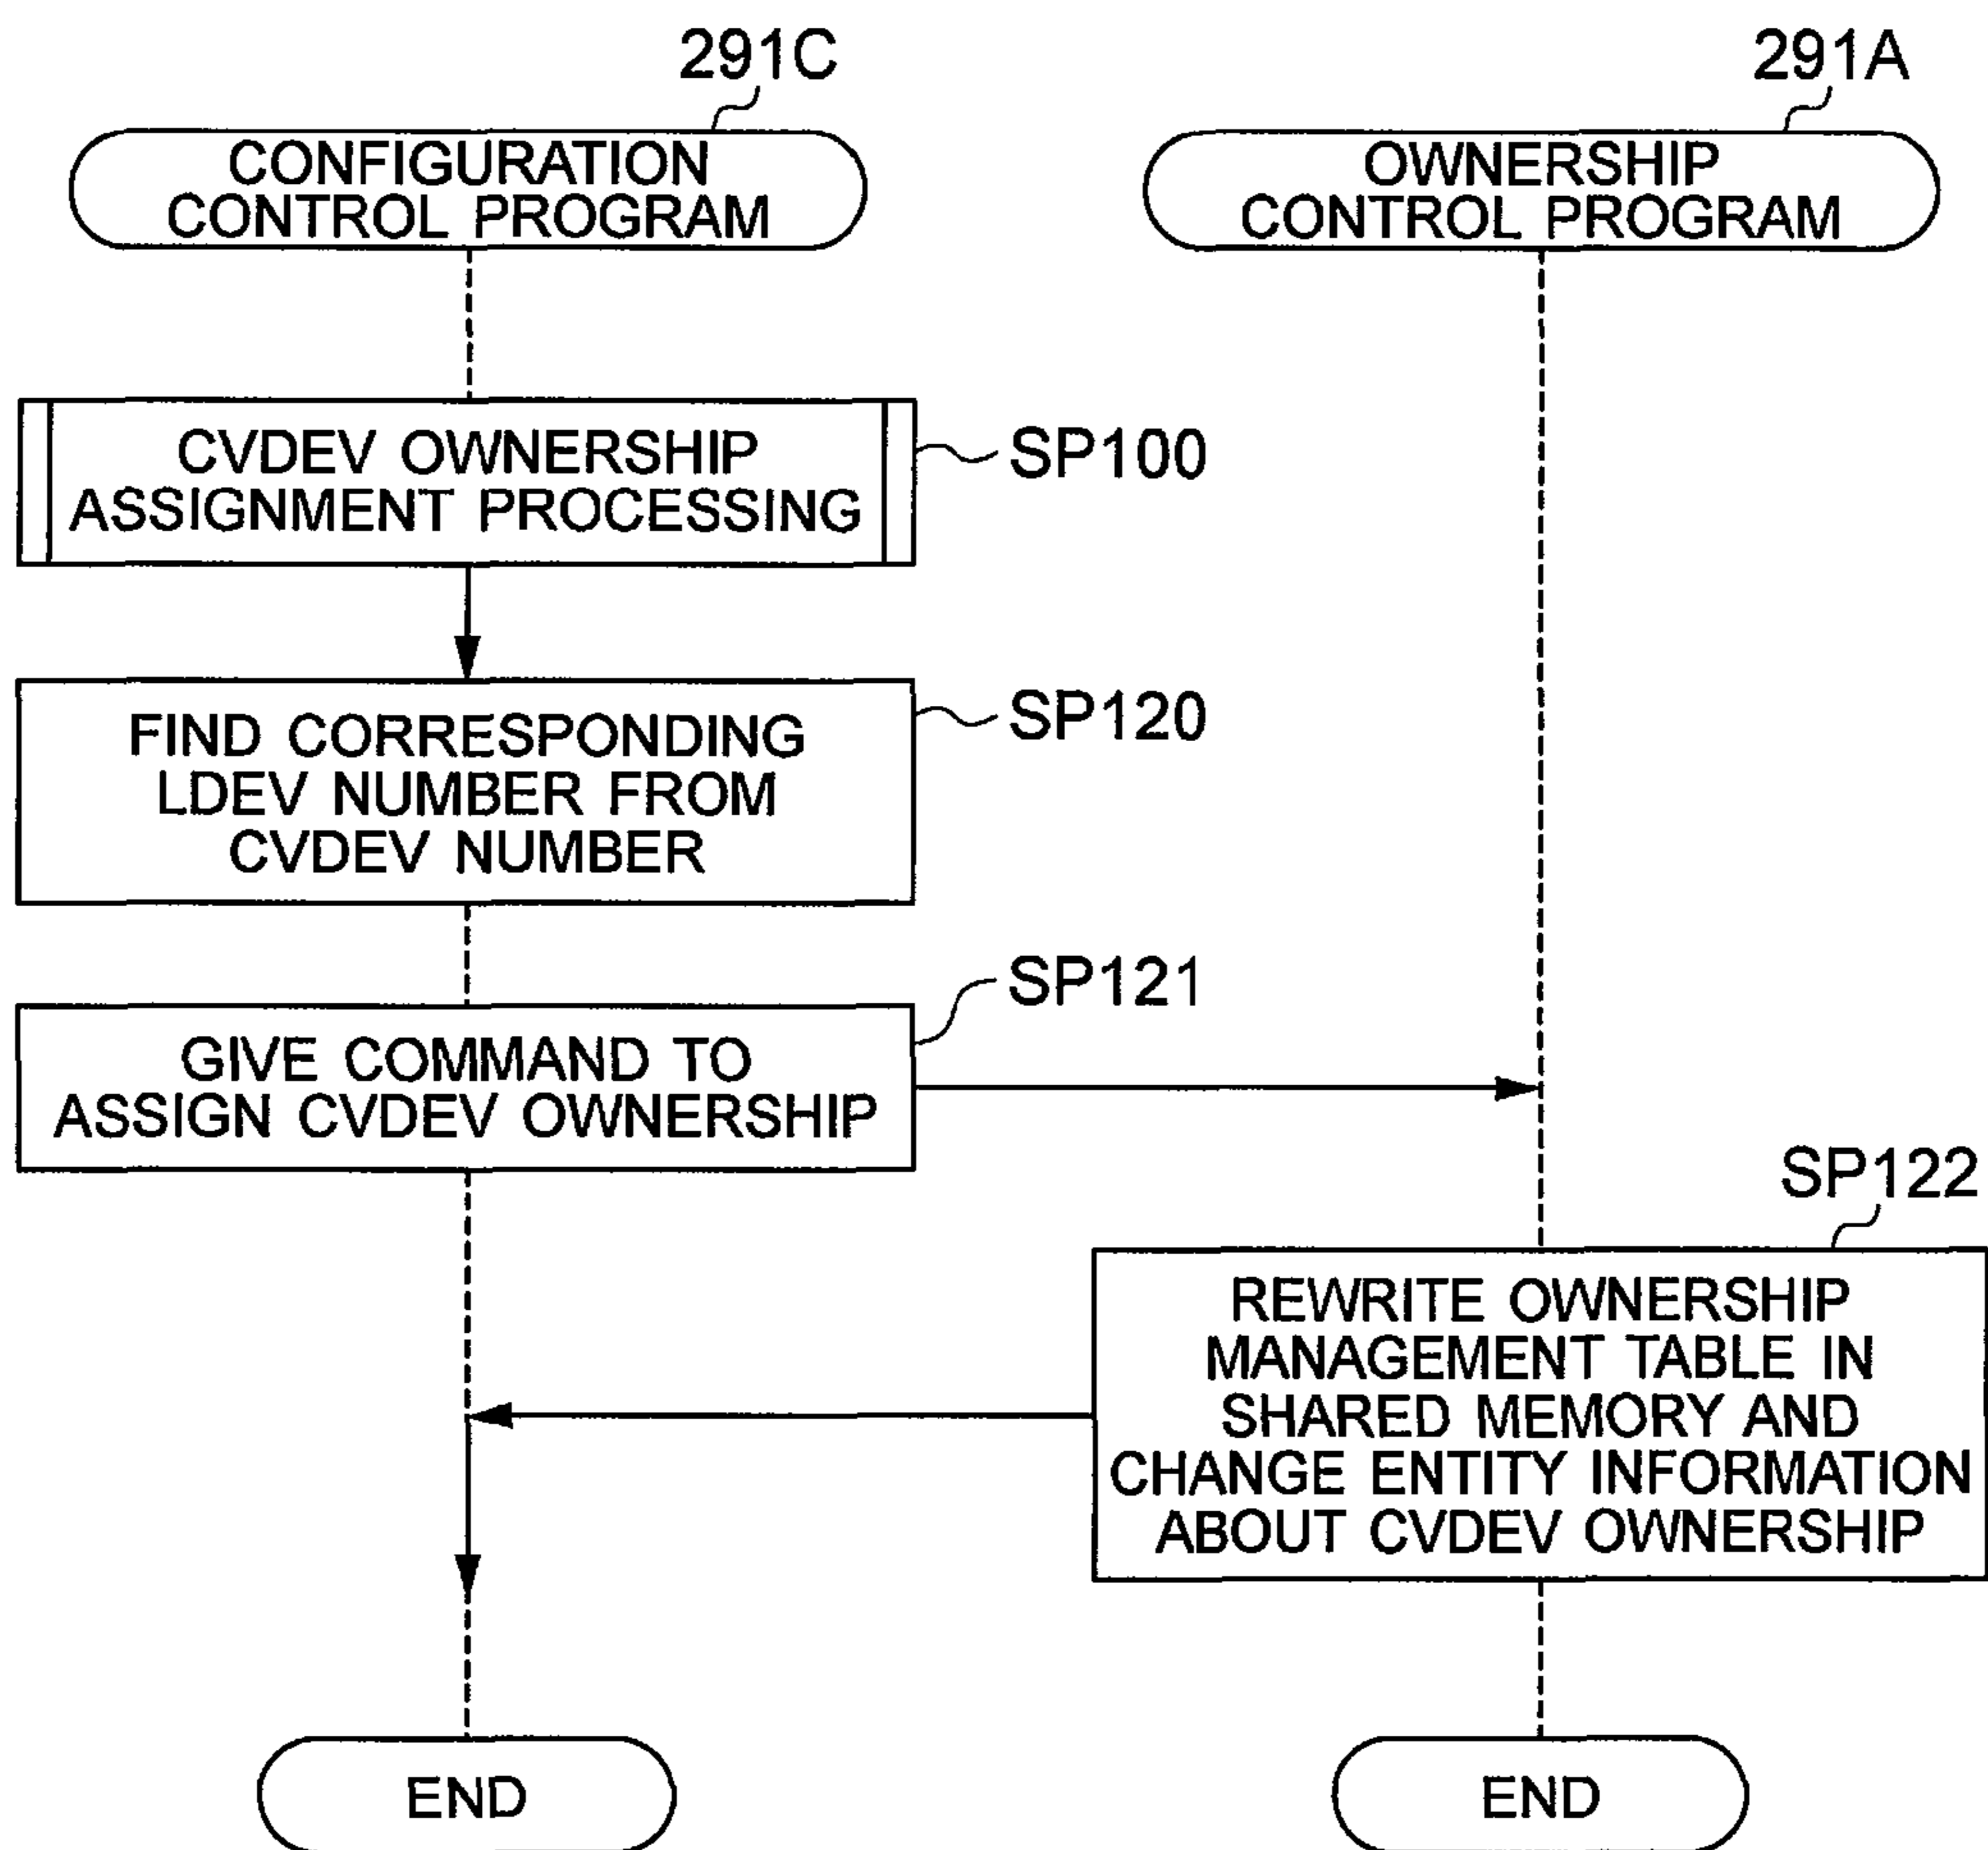 291C
291A
CONFIGURATION
CONTROL PROGRAM
OWNERSHIP
CONTROL PROGRAM
CVDEV OWNERSHIP
ASSIGNMENT PROCESSING
SP100
FIND CORRESPONDING
LDEV NUMBER FROM
CVDEV NUMBER
SP120
GIVE COMMAND TO
ASSIGN CVDEV OWNERSHIP
SP121
SP122
REWRITE OWNERSHIP
MANAGEMENT TABLE IN
SHARED MEMORY AND
CHANGE ENTITY INFORMATION
ABOUT CVDEV OWNERSHIP
END
END